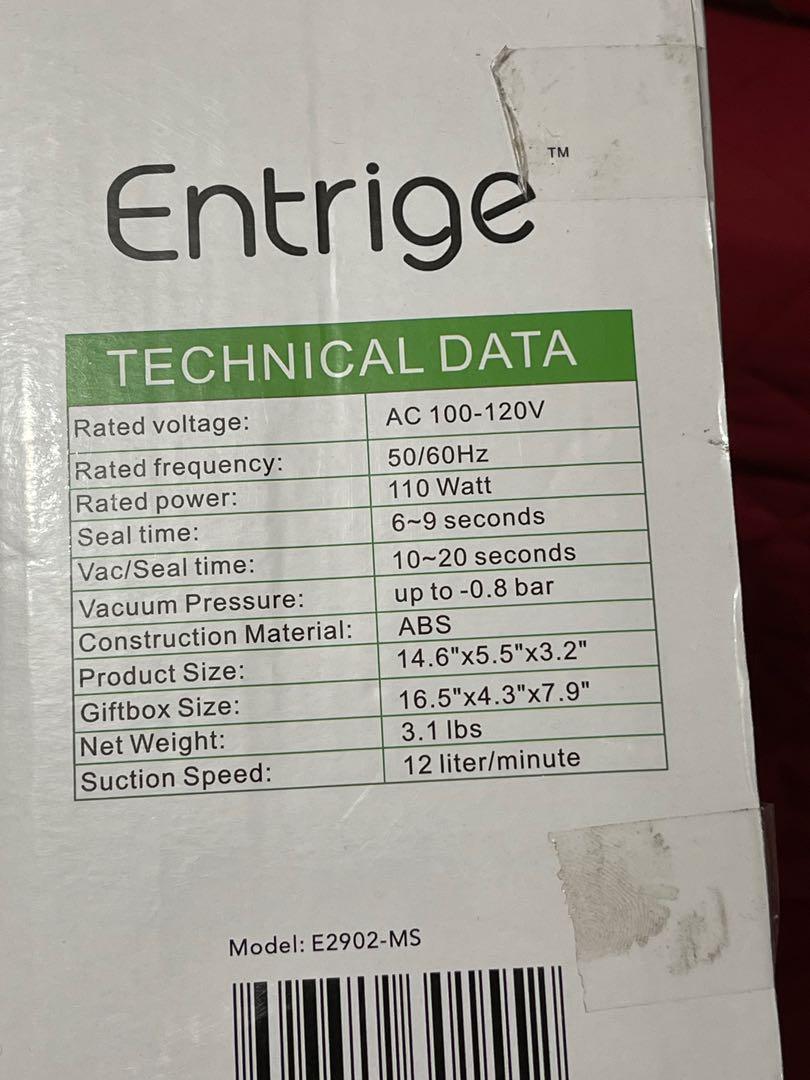 Entrige™
TECHNICAL DATA
Rated voltage: AC 100-120V
Rated frequency: 50/60Hz
Rated power: 110 Watt
Seal time: 6~9 seconds
Vac/Seal time: 10~20 seconds
Vacuum Pressure: up to -0.8 bar
Construction Material: ABS
Product Size: 14.6"x5.5"x3.2"
Giftbox Size: 16.5"x4.3"x7.9"
Net Weight: 3.1 lbs
Suction Speed: 12 liter/minute
Model: E2902-MS